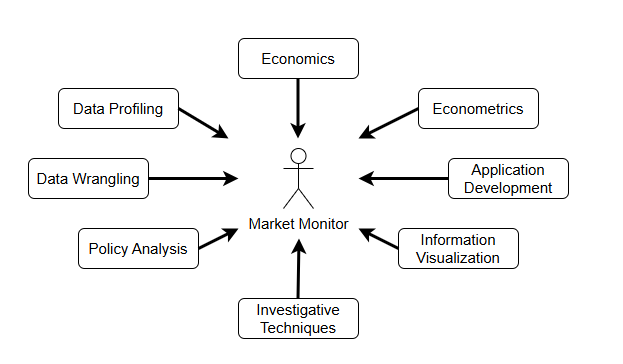 Economics
Data Profiling
Econometrics
Data Wrangling
Application
Development
Market Monitor
Policy Analysis
Information
Visualization
Investigative
Techniques